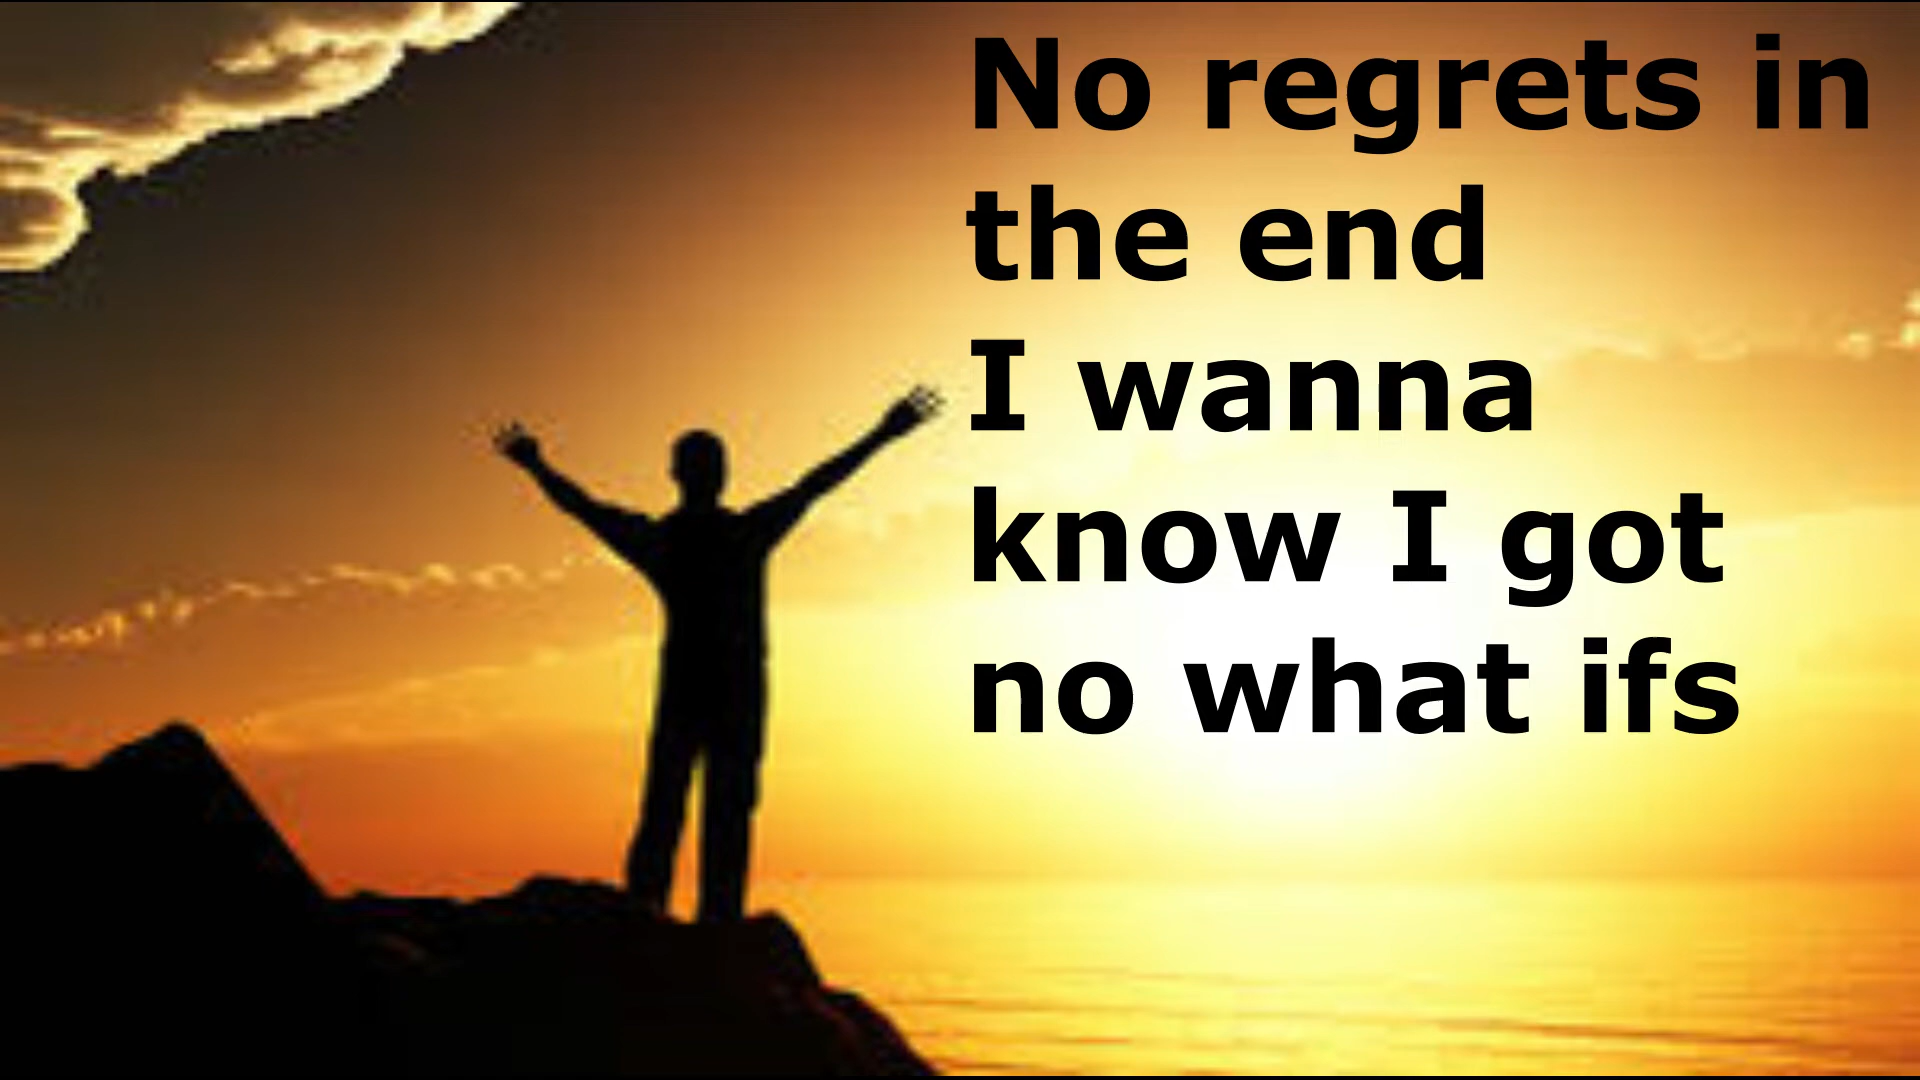 No regrets in
the end
I wanna
know I got
no what ifs